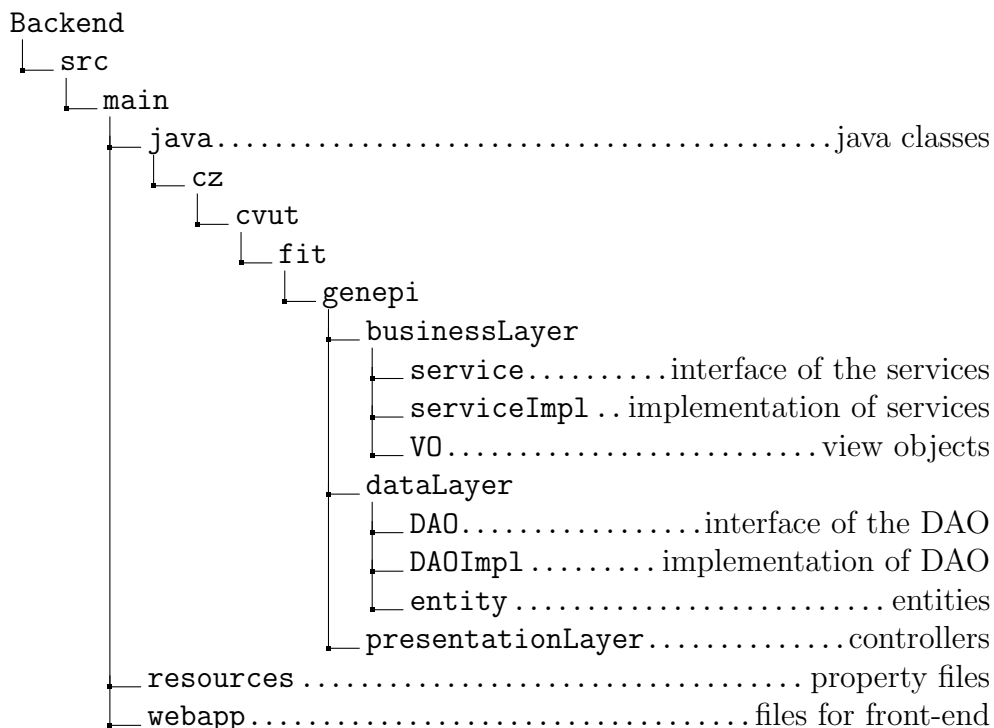 Backend
src
main
java...........................................java classes
cz
cvut
fit
genepi
businessLayer
service..........interface of the services
serviceImpl..implementation of services
VO..........................view objects
dataLayer
DAO.................interface of the DAO
DAOImpl.........implementation of DAO
entity..........................entities
presentationLayer..............controllers
resources...................................property files
webapp...................................files for front-end